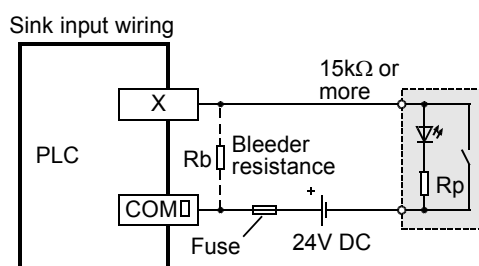 Sink input wiring
15kΩ or
more
X
PLC
Rb
Bleeder
resistance
Rp
COM▯
+
Fuse
24V DC